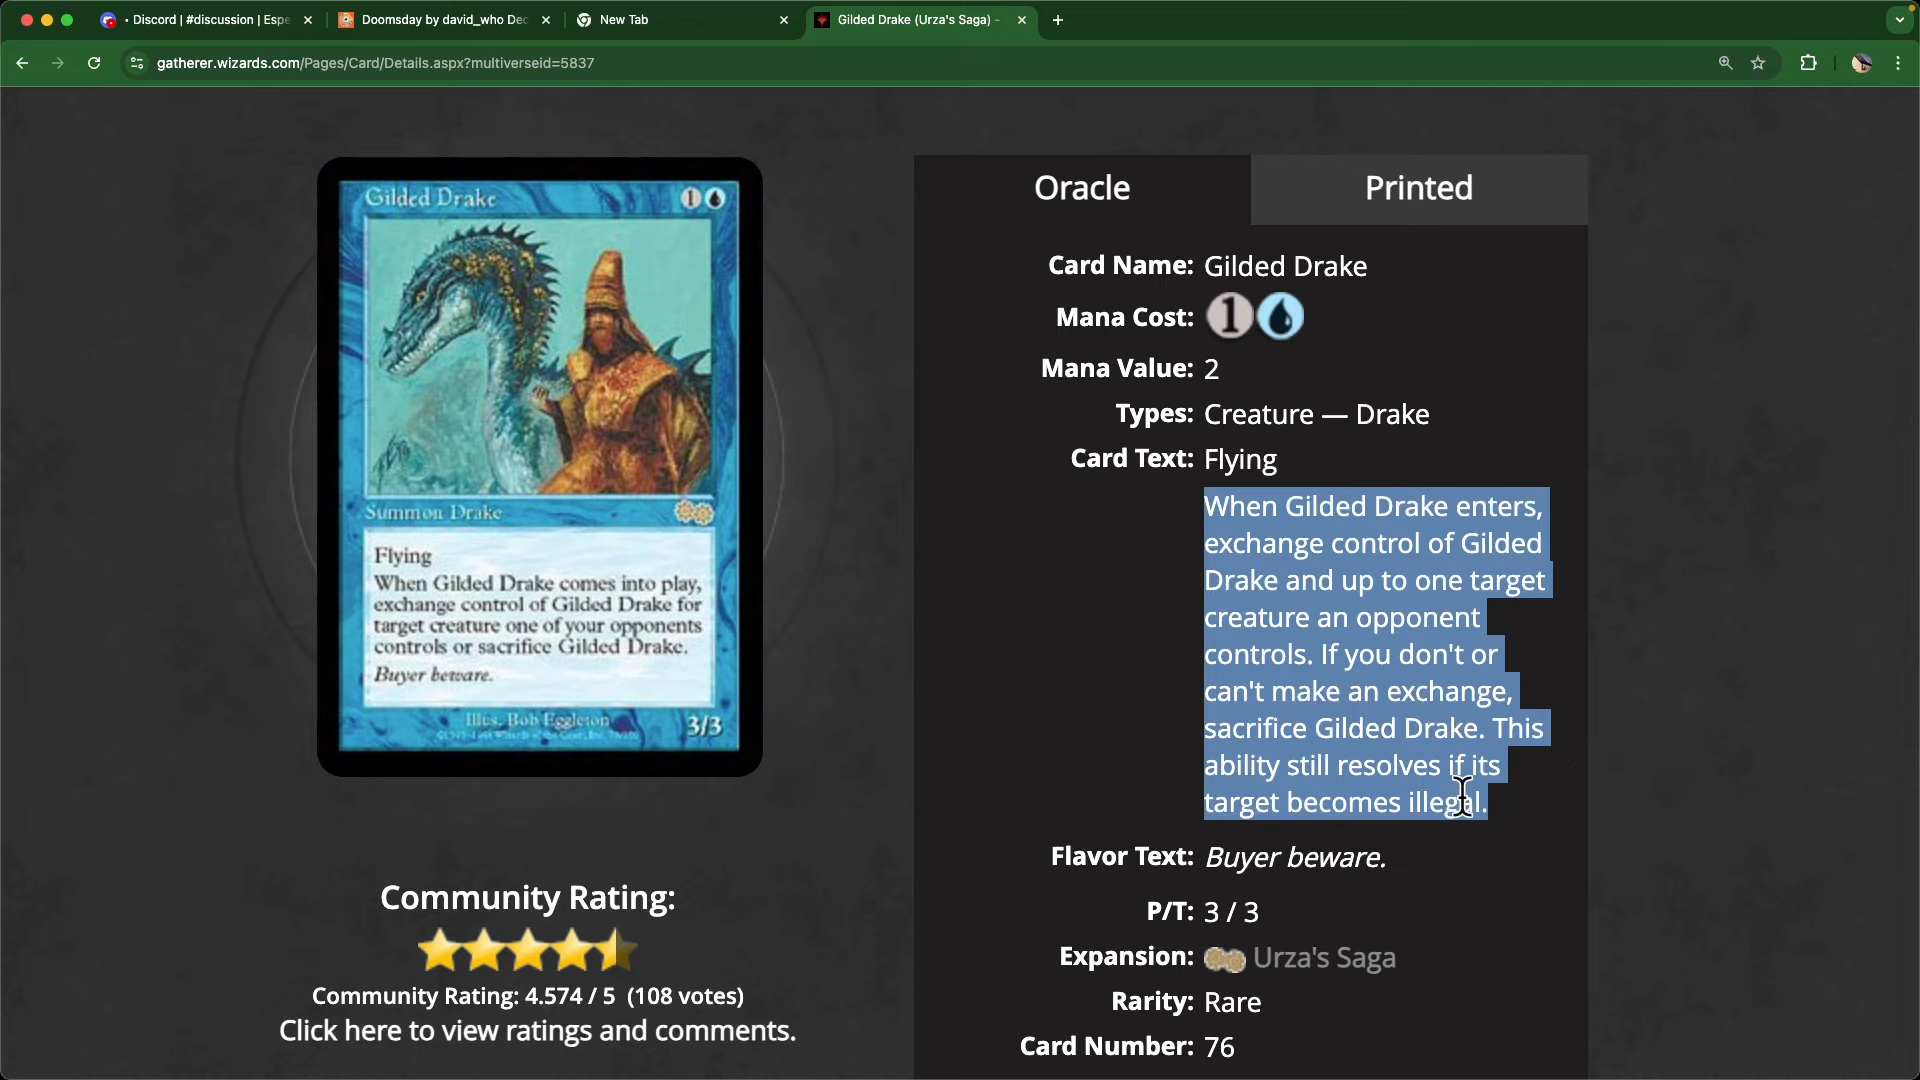 • Discord | #discussion | Espe
Doomsday by david_who Dec
New Tab
Gilded Drake (Urza's Saga) -
gatherer.wizards.com/Pages/Card/Details.aspx?multiverseid=5837
Gilded Drake 1
Summon Drake
Flying
When Gilded Drake comes into play,
exchange control of Gilded Drake for
target creature one of your opponents
controls or sacrifice Gilded Drake.
Buyer beware.
Illus. Bob Eggleton
3/3
Community Rating:
Community Rating: 4.574 / 5 (108 votes)
Click here to view ratings and comments.
Oracle
Printed
Card Name: Gilded Drake
Mana Cost: 1
Mana Value: 2
Types: Creature — Drake
Card Text: Flying
When Gilded Drake enters,
exchange control of Gilded
Drake and up to one target
creature an opponent
controls. If you don't or
can't make an exchange,
sacrifice Gilded Drake. This
ability still resolves if its
target becomes illegal.
Flavor Text: Buyer beware.
P/T: 3 / 3
Expansion: Urza's Saga
Rarity: Rare
Card Number: 76